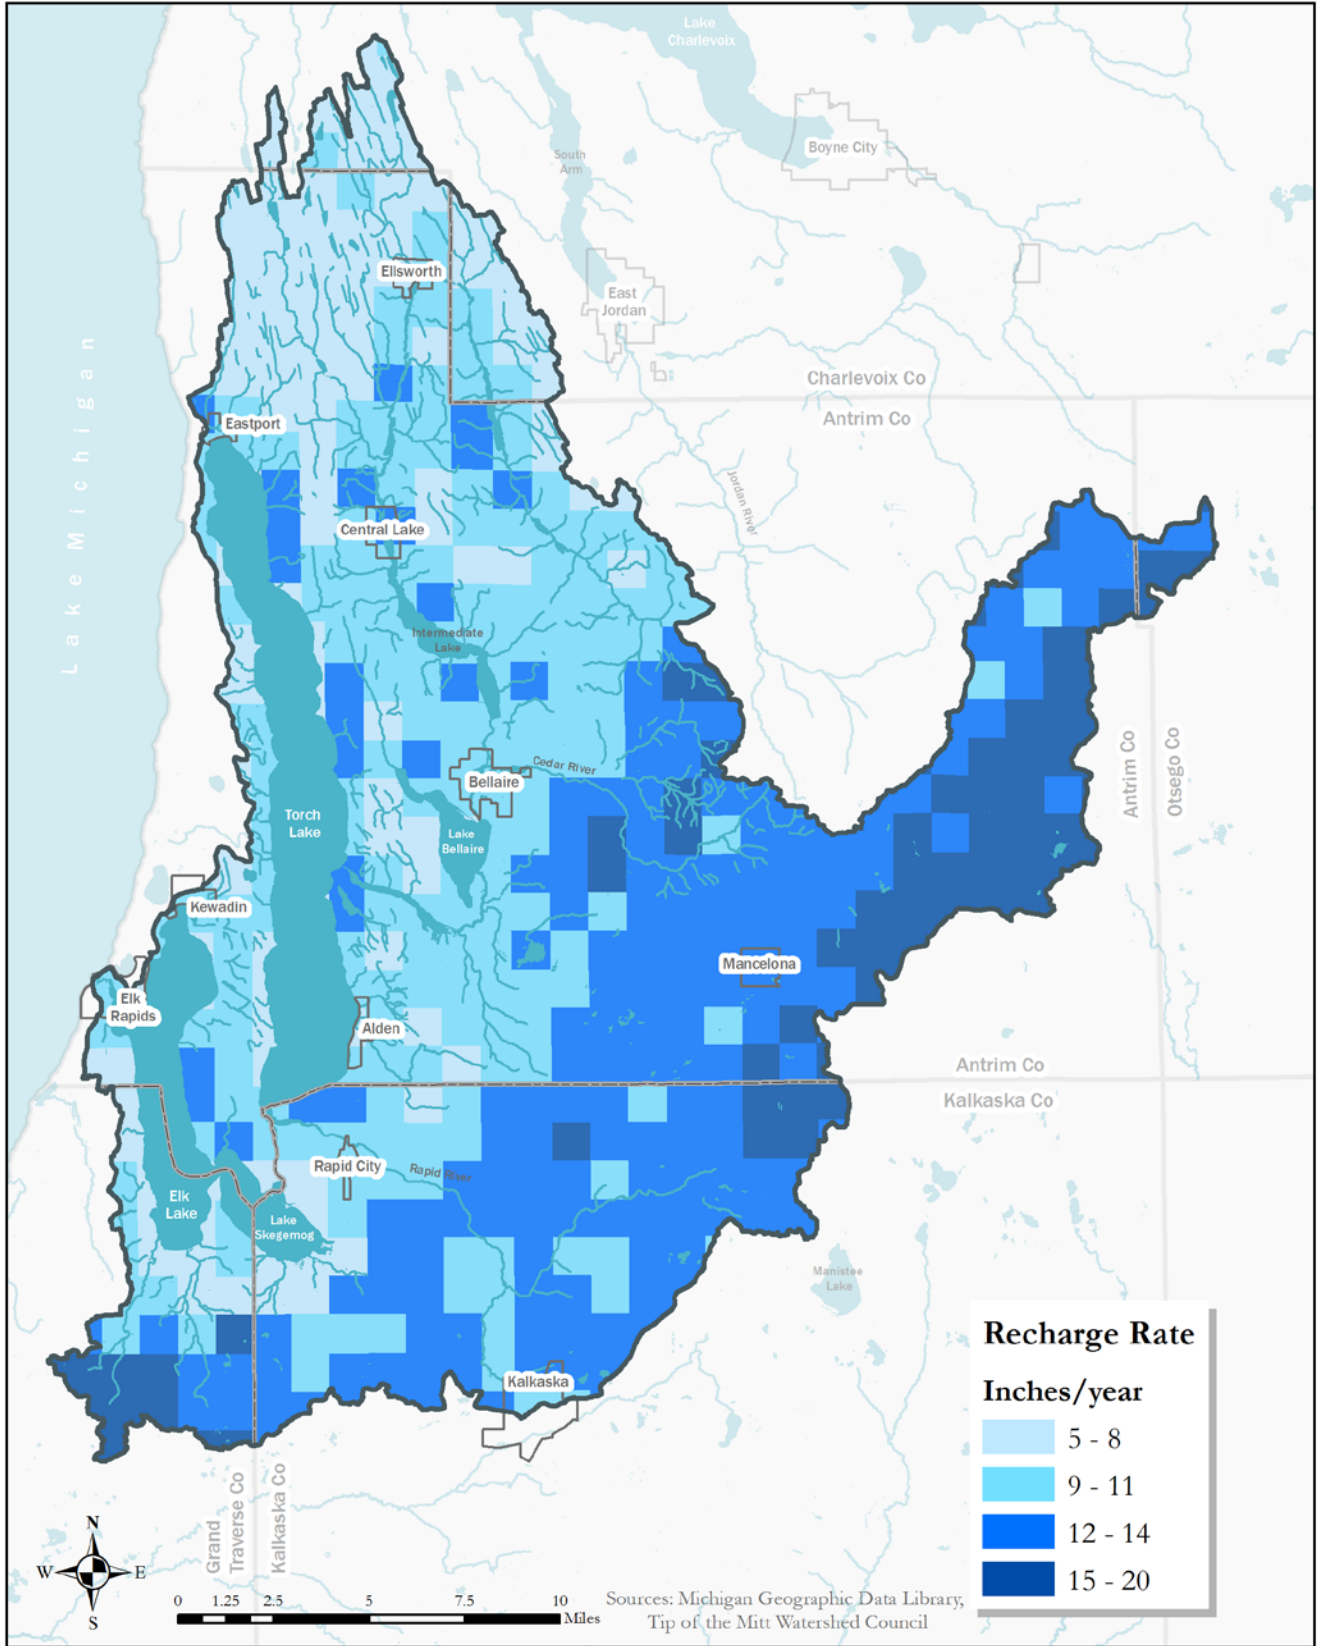 Lake
Charlevoix
Boyne City
South
Arm
Ellsworth
East
Jordan
Lake Michigan
Charlevoix Co
Antrim Co
Eastport
Jordan River
Central Lake
Intermediate
Lake
Cedar River
Bellaire
Antrim Co
Otsego Co
Torch
Lake
Lake
Bellaire
Kewadin
Mancelona
Elk
Rapids
Alden
Antrim Co
Kalkaska Co
Rapid City
Rapid River
Elk
Lake
Lake
Skegemog
Manistee
Lake
Kalkaska
Recharge Rate
Inches/year
5 - 8
9 - 11
12 - 14
15 - 20
Grand
Traverse Co
Kalkaska Co
N
W E
S
0 1.25 2.5 5 7.5 10
Miles
Sources: Michigan Geographic Data Library,
Tip of the Mitt Watershed Council